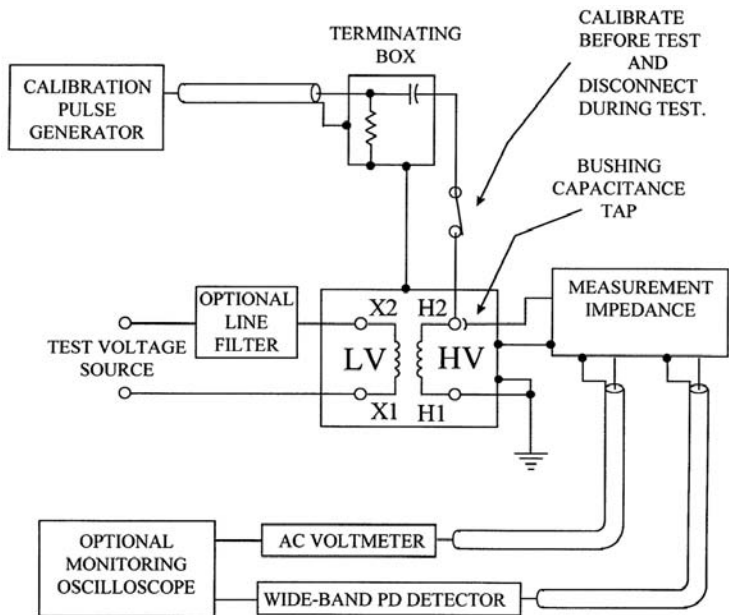 TERMINATING
BOX
CALIBRATE
BEFORE TEST
AND
DISCONNECT
DURING TEST.
CALIBRATION
PULSE
GENERATOR
BUSHING
CAPACITANCE
TAP
OPTIONAL
LINE
FILTER
X2 H2
MEASUREMENT
IMPEDANCE
TEST VOLTAGE
SOURCE
LV HV
X1 H1
OPTIONAL
MONITORING
OSCILLOSCOPE
AC VOLTMETER
WIDE-BAND PD DETECTOR